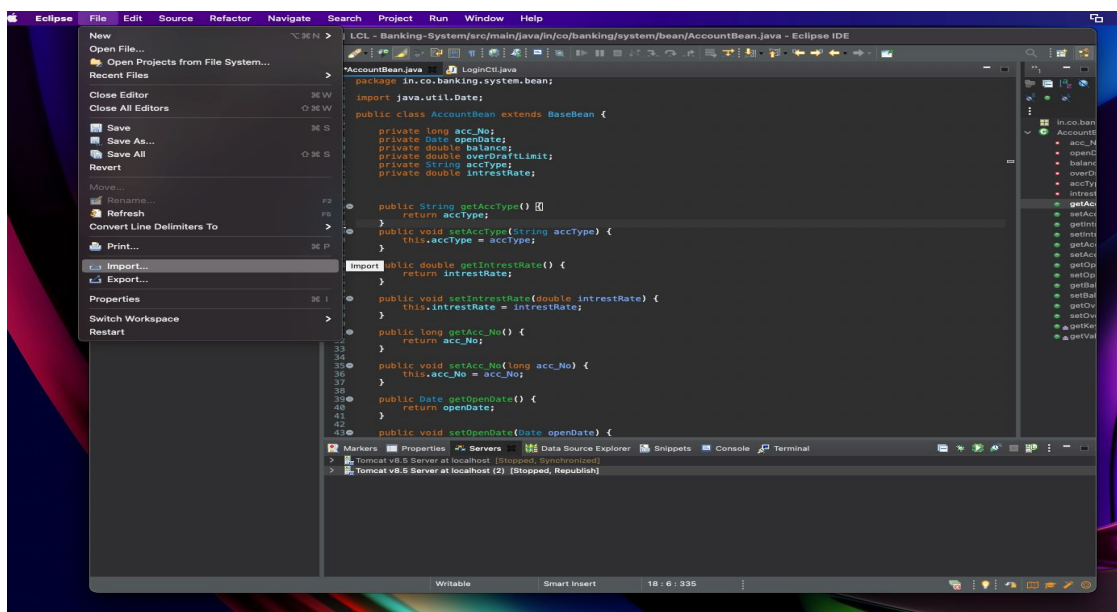 Eclipse File Edit Source Refactor Navigate Search Project Run Window Help
LCL - Banking-System/src/main/java/in/co/banking/system/bean/AccountBean.java - Eclipse IDE
New ⌥⌘N >
Open File...
Open Projects from File System...
Recent Files >
Close Editor ⌘W
Close All Editors ⇧⌘W
Save ⌘S
Save As...
Save All ⇧⌘S
Revert
Move...
Rename... F2
Refresh F5
Convert Line Delimiters To >
Print... ⌘P
Import...
Export...
Properties ⌘I
Switch Workspace >
Restart
Import
*AccountBean.java LoginCtl.java
package in.co.banking.system.bean;
import java.util.Date;
public class AccountBean extends BaseBean {
private long acc_No;
private Date openDate;
private double balance;
private double overDraftLimit;
private String accType;
private double intrestRate;
public String getAccType() {
return accType;
}
public void setAccType(String accType) {
this.accType = accType;
}
ublic double getIntrestRate() {
return intrestRate;
}
public void setIntrestRate(double intrestRate) {
this.intrestRate = intrestRate;
}
public long getAcc_No() {
32 return acc_No;
33 }
34
35 public void setAcc_No(long acc_No) {
36 this.acc_No = acc_No;
37 }
38
39 public Date getOpenDate() {
40 return openDate;
41 }
42
43 public void setOpenDate(Date openDate) {
in.co.ban
AccountE
acc_N
openD
balanc
overD
accTy
intrest
getAc
setAcc
getInt
setInt
getAcc
setAcc
getOp
setOp
getBal
setBal
getOv
setOv
getKe
getVal
Markers Properties Servers Data Source Explorer Snippets Console Terminal
> Tomcat v8.5 Server at localhost [Stopped, Synchronized]
> Tomcat v8.5 Server at localhost (2) [Stopped, Republish]
Writable Smart Insert 18 : 6 : 335